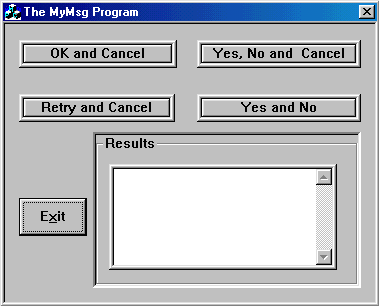 The MyMsg Program
OK and Cancel
Yes, No and Cancel
Retry and Cancel
Yes and No
Results
Exit